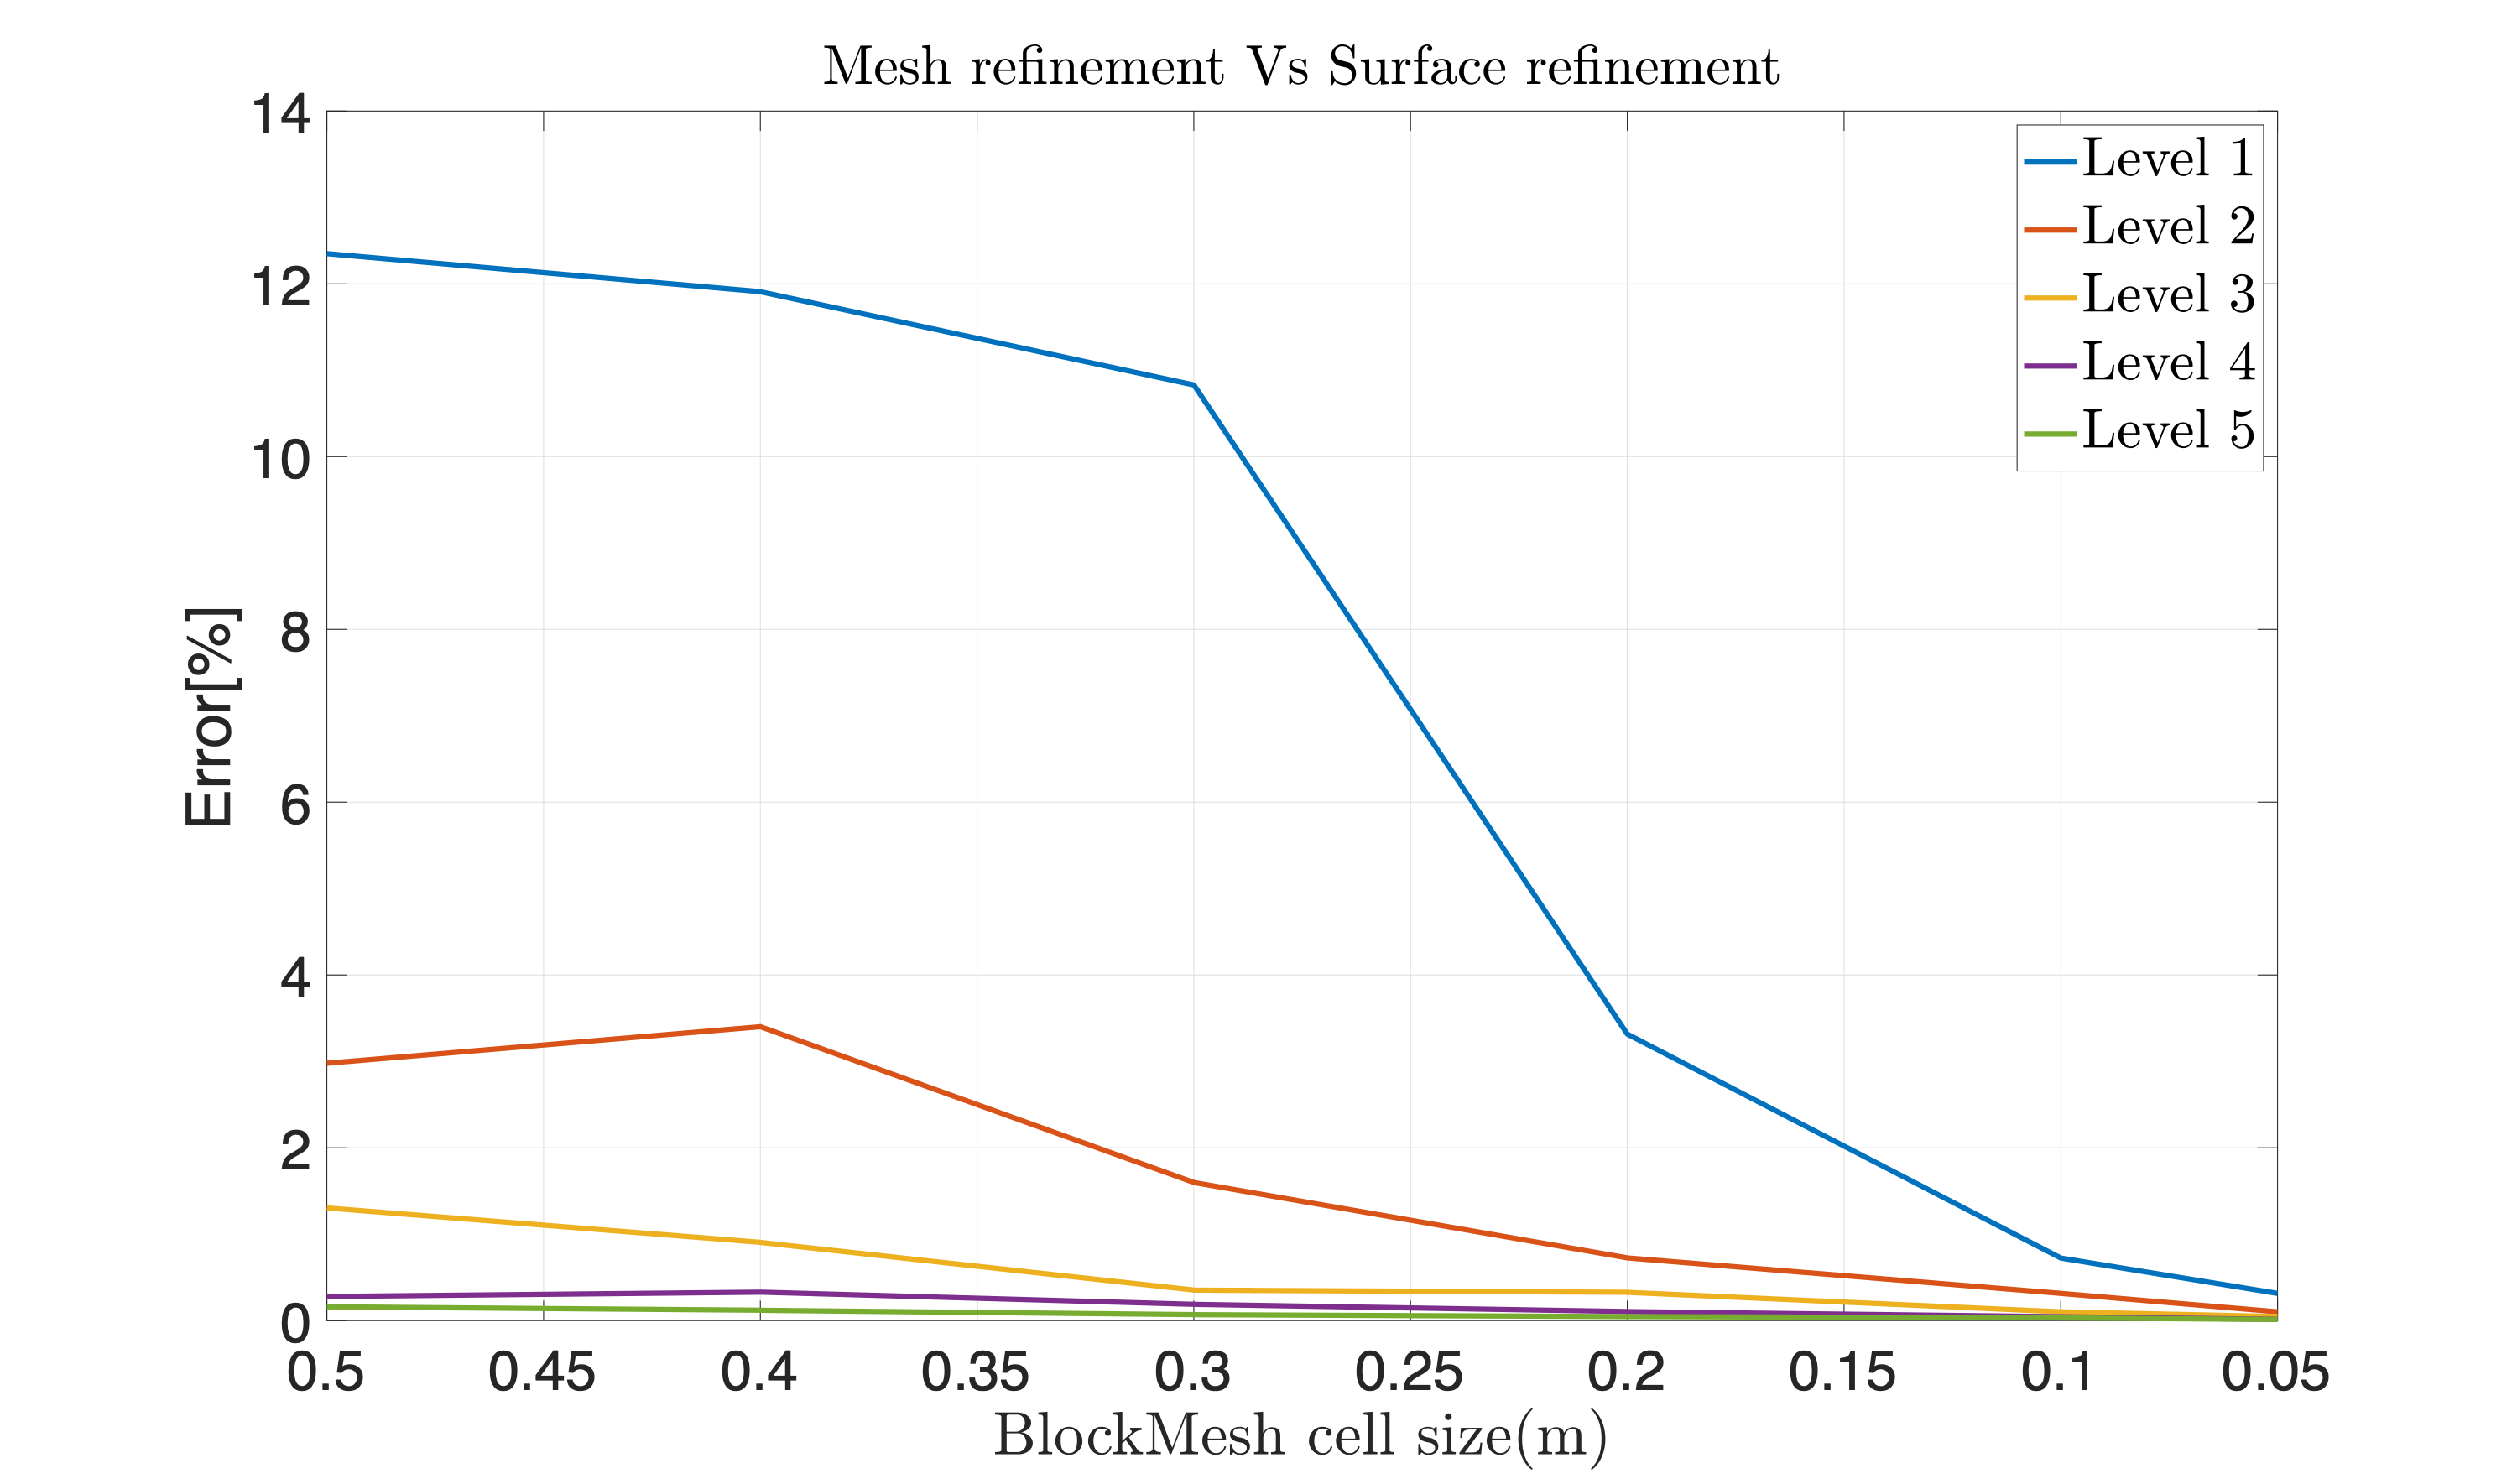 Mesh refinement Vs Surface refinement
14
12
10
8
6
4
2
0
Error[%]
Level 1
Level 2
Level 3
Level 4
Level 5
0.5 0.45 0.4 0.35 0.3 0.25 0.2 0.15 0.1 0.05
BlockMesh cell size(m)